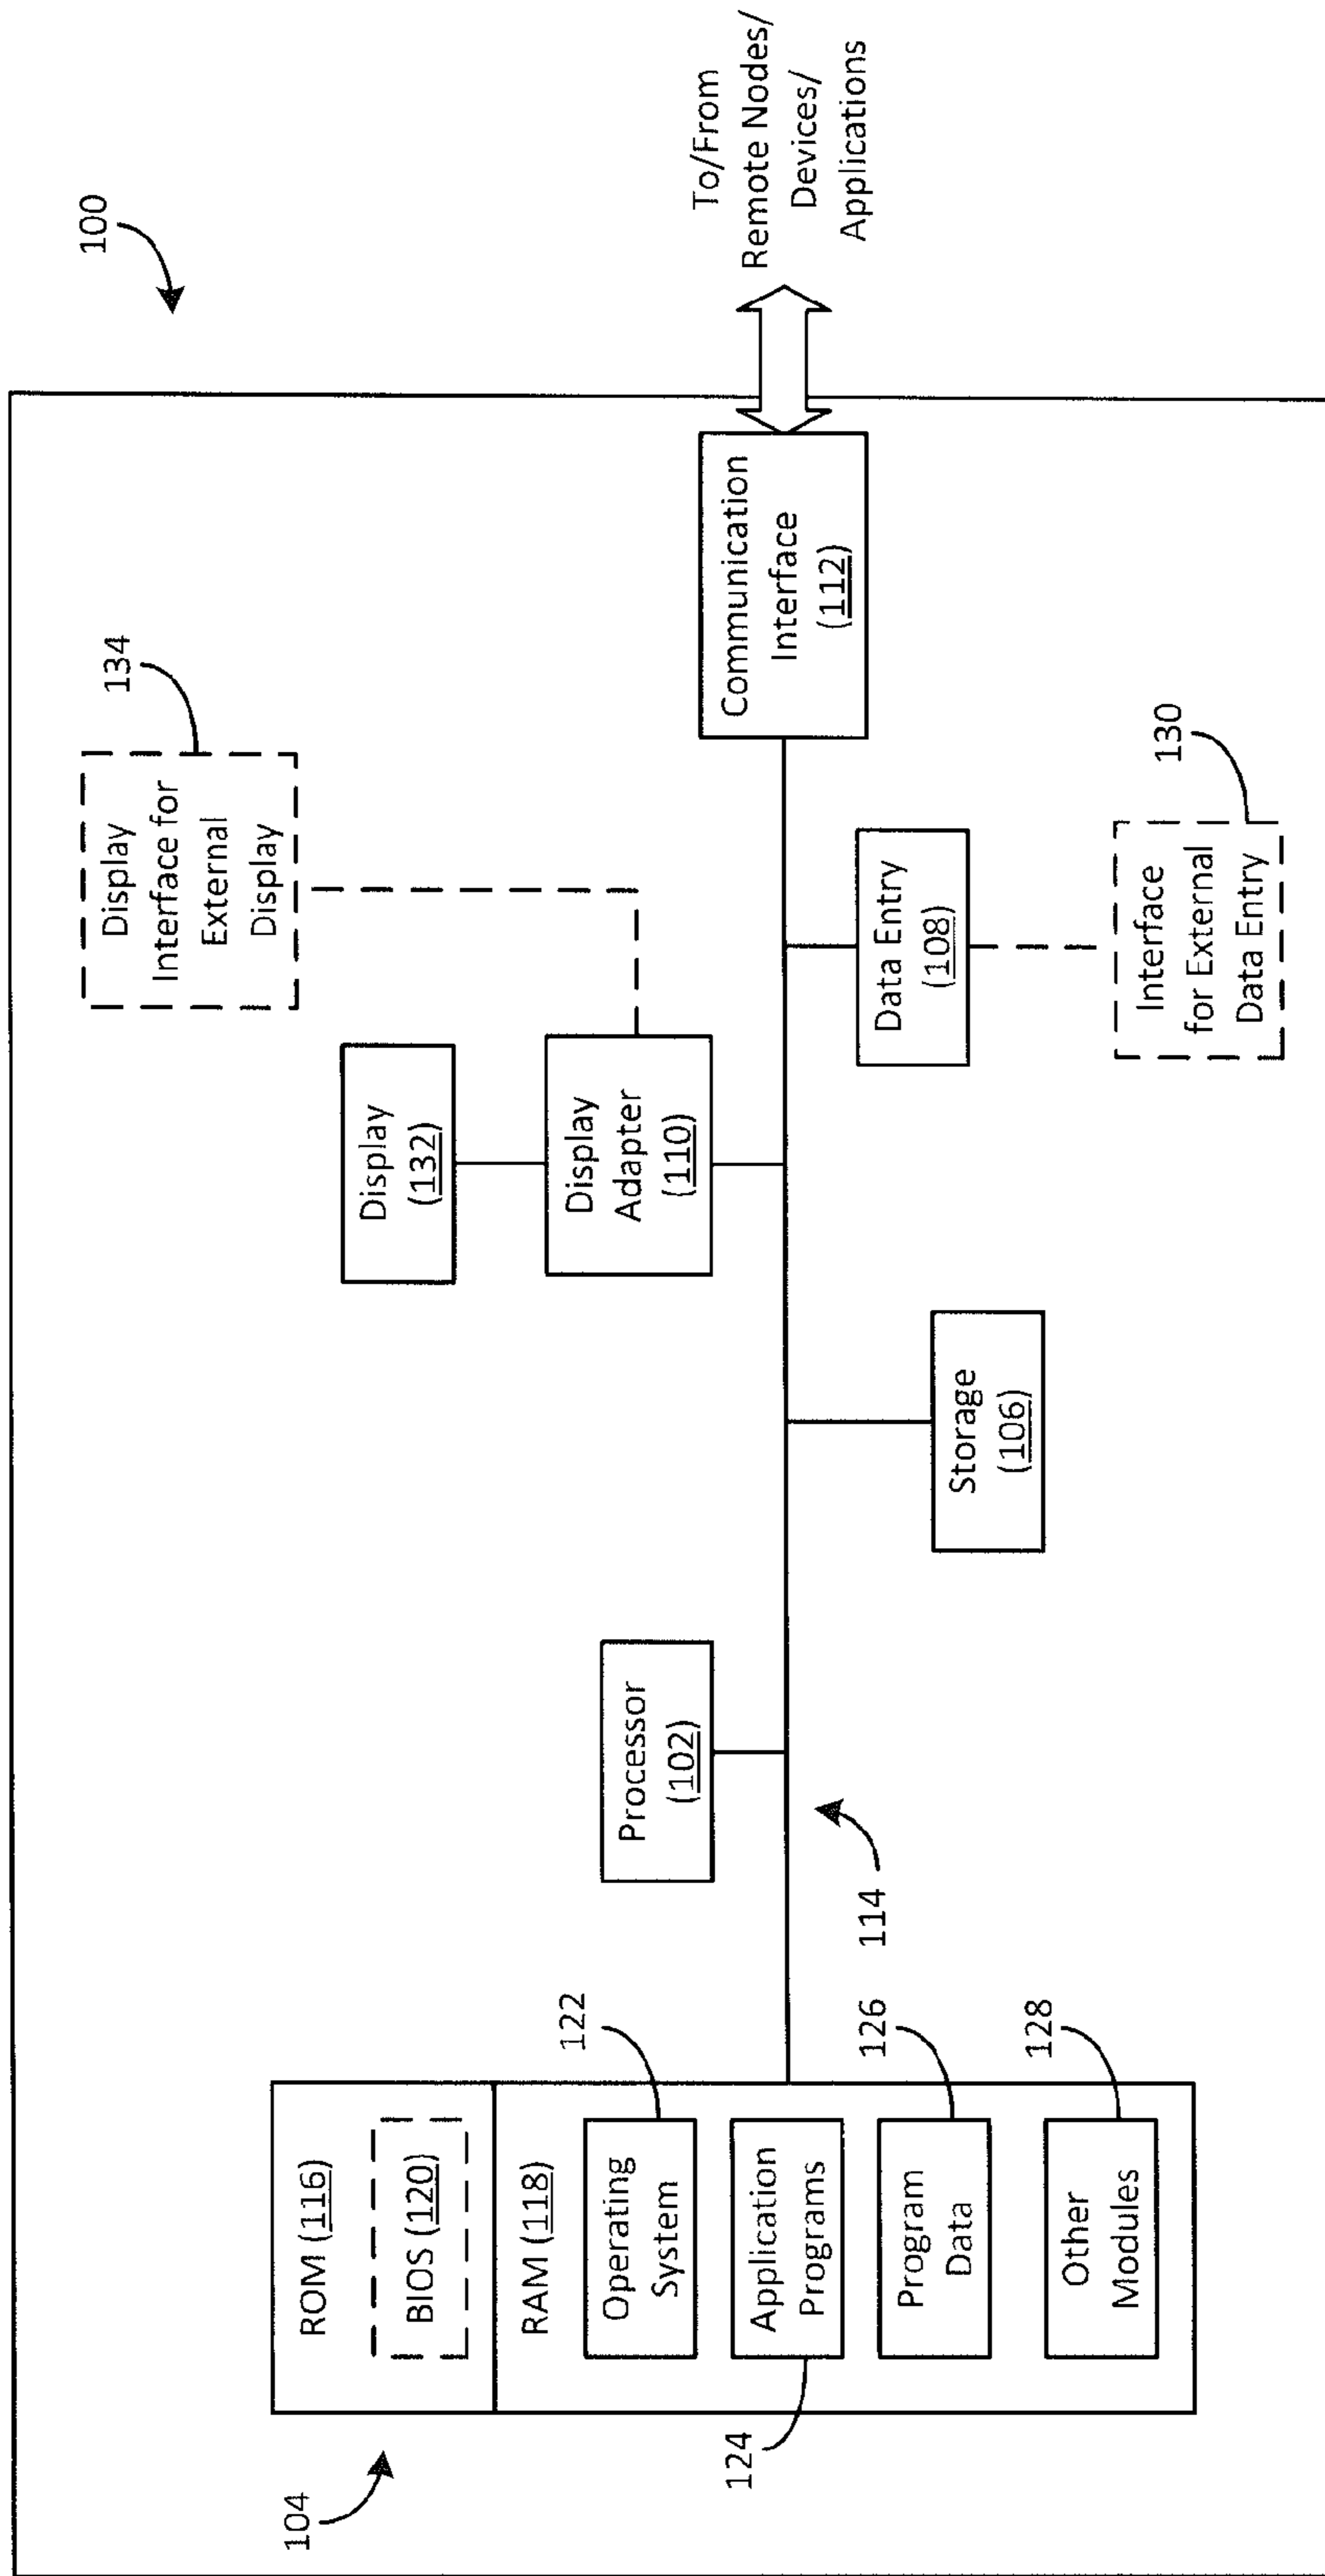 100
Display
Interface for
External
Display
134
Display
(132)
Display
Adapter
(110)
To/From
Remote Nodes/
Devices/
Applications
Communication
Interface
(112)
Data Entry
(108)
Interface
for External
Data Entry
130
Storage
(106)
Processor
(102)
114
104
ROM (116)
BIOS (120)
RAM (118)
Operating
System
122
Application
Programs
124
Program
Data
126
Other
Modules
128